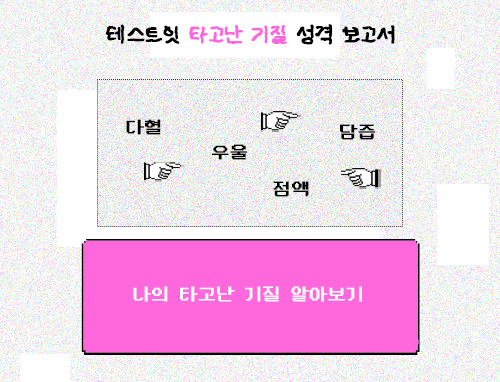 테스트잇 타고난 기질 성격 보고서
다혈
담즙
우울
점액
나의 타고난 기질 알아보기